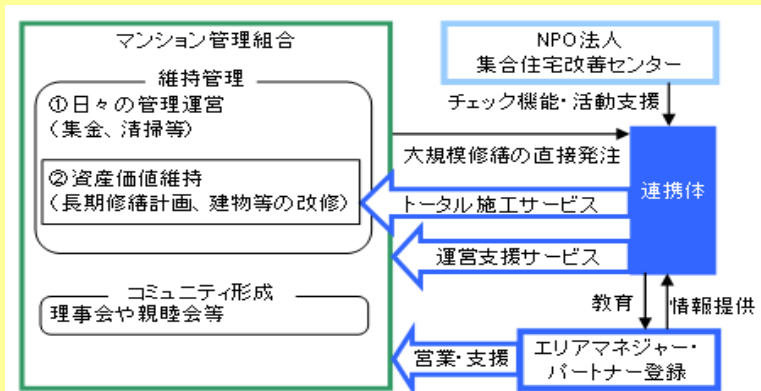 マンション管理組合
維持管理
①日々の管理運営
（集金、清掃等）
②資産価値維持
（長期修繕計画、建物等の改修）
コミュニティ形成
理事会や親睦会等
NPO法人
集合住宅改善センター
チェック機能・活動支援
大規模修繕の直接発注
トータル施工サービス
運営支援サービス
連携体
教育
情報提供
営業・支援
エリアマネジャー・
パートナー登録